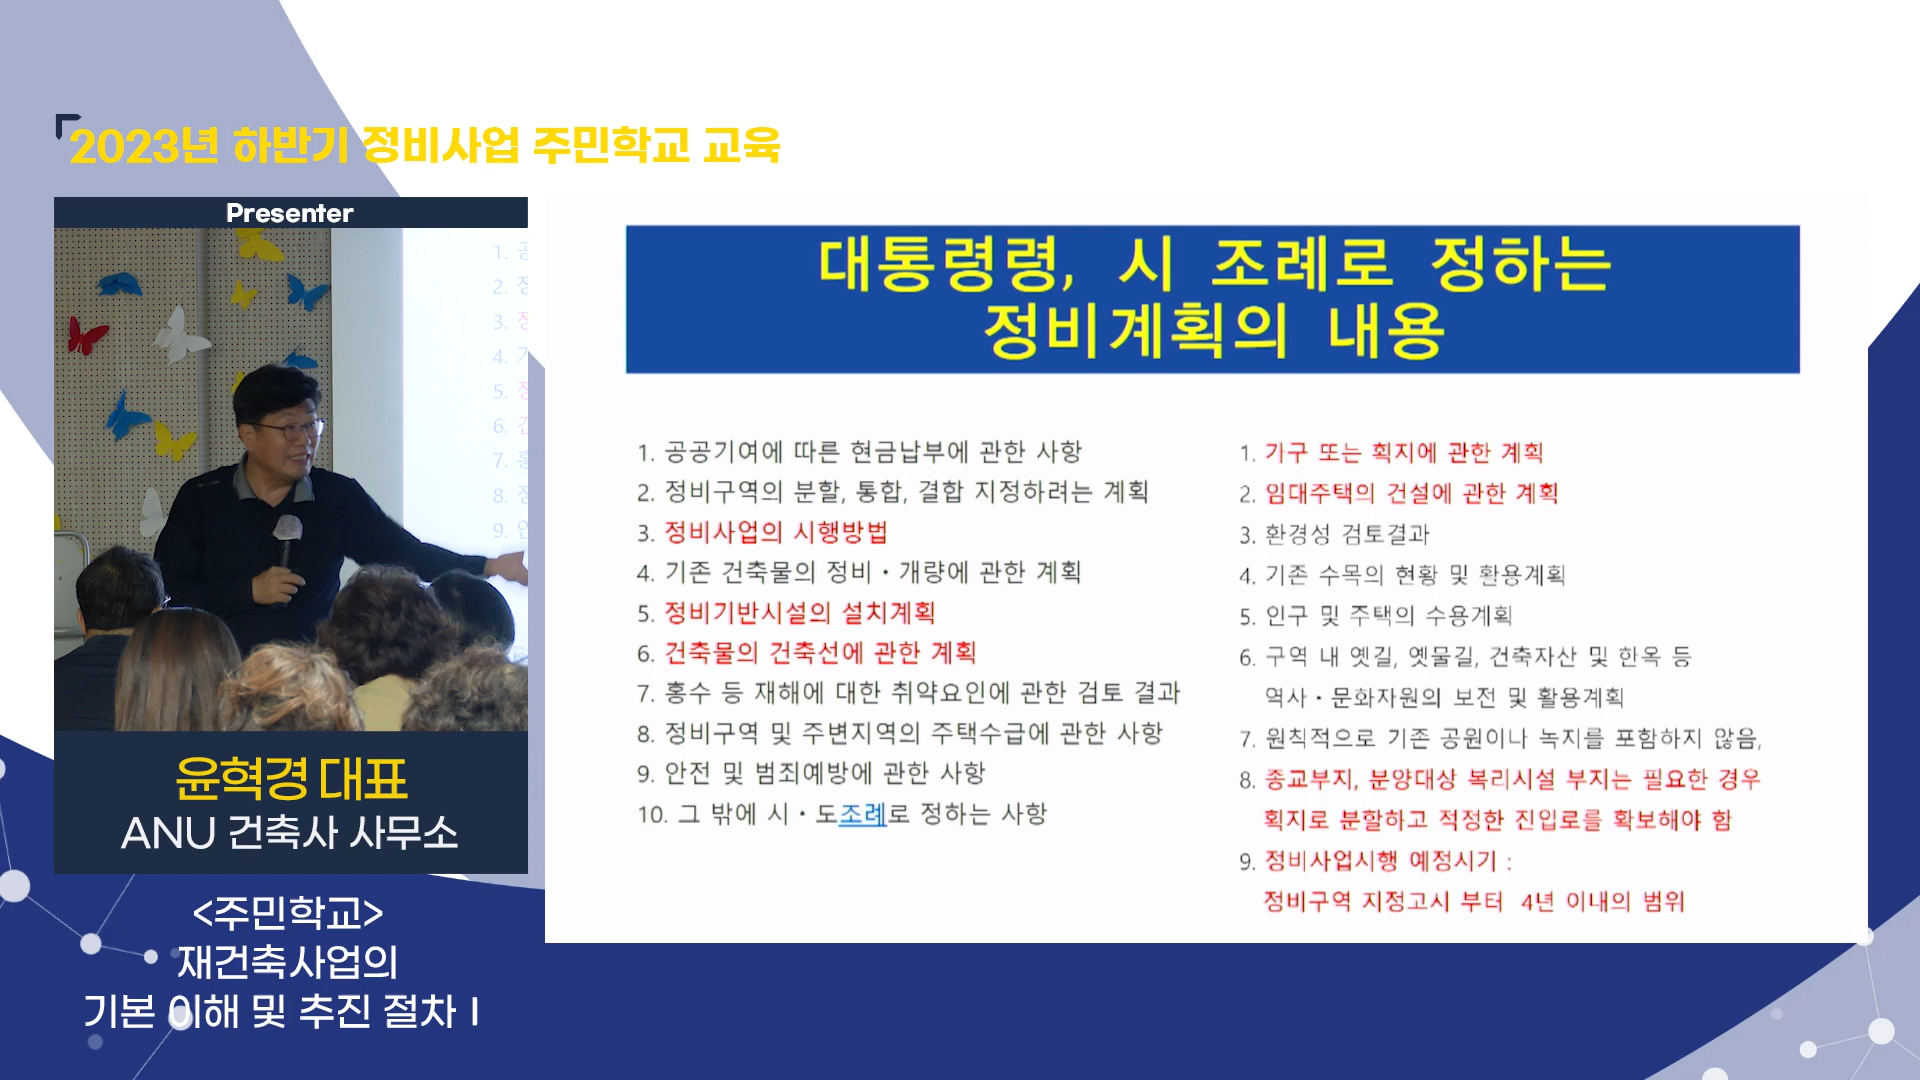 2023년 하반기 정비사업 주민학교 교육
Presenter
1. 공
2. 정
3. 정
4. 기
5. 정
6. 건
7. 홍
8. 정
9. 안
윤혁경 대표
ANU 건축사 사무소
<주민학교>
재건축사업의
기본 이해 및 추진 절차 I
대통령령, 시 조례로 정하는
정비계획의 내용
1. 공공기여에 따른 현금납부에 관한 사항
2. 정비구역의 분할, 통합, 결합 지정하려는 계획
3. 정비사업의 시행방법
4. 기존 건축물의 정비·개량에 관한 계획
5. 정비기반시설의 설치계획
6. 건축물의 건축선에 관한 계획
7. 홍수 등 재해에 대한 취약요인에 관한 검토 결과
8. 정비구역 및 주변지역의 주택수급에 관한 사항
9. 안전 및 범죄예방에 관한 사항
10. 그 밖에 시·도조례로 정하는 사항
1. 가구 또는 획지에 관한 계획
2. 임대주택의 건설에 관한 계획
3. 환경성 검토결과
4. 기존 수목의 현황 및 활용계획
5. 인구 및 주택의 수용계획
6. 구역 내 옛길, 옛물길, 건축자산 및 한옥 등
역사·문화자원의 보전 및 활용계획
7. 원칙적으로 기존 공원이나 녹지를 포함하지 않음,
8. 종교부지, 분양대상 복리시설 부지는 필요한 경우
획지로 분할하고 적정한 진입로를 확보해야 함
9. 정비사업시행 예정시기 :
정비구역 지정고시 부터 4년 이내의 범위